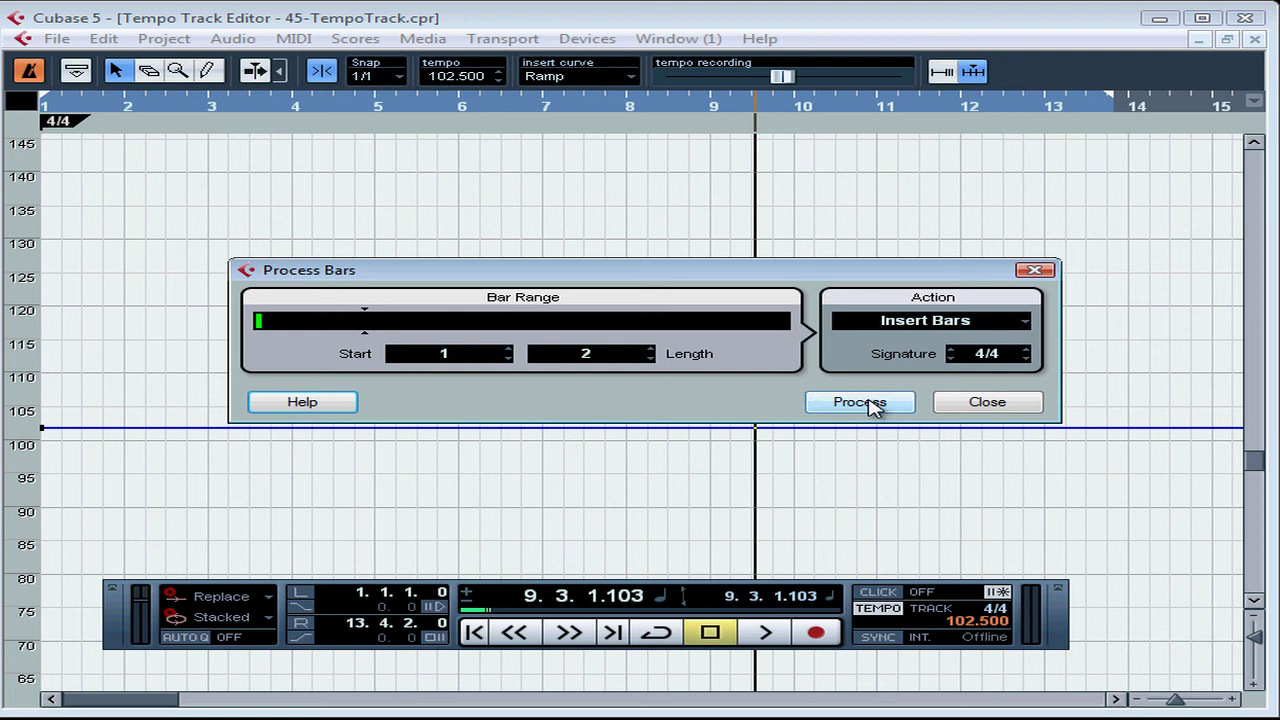 Cubase 5 - [Tempo Track Editor - 45-TempoTrack.cpr]
File Edit Project Audio MIDI Scores Media Transport Devices Window (1) Help
Snap tempo insert curve tempo recording
1/1 102.500 Ramp
1 2 3 4 5 6 7 8 9 10 11 12 13 14 15
4/4
145
140
135
130
125
120
115
110
105
100
95
90
85
80
75
70
65
Process Bars
Bar Range
Start 1 2 Length
Action
Insert Bars
Signature 4/4
Help Process Close
Replace
Stacked
AUTO Q OFF
L 1. 1. 1. 0
0. 0
R 13. 4. 2. 0
0. 0
9. 3. 1.103 9. 3. 1.103
CLICK OFF
TEMPO TRACK 4/4
102.500
SYNC INT. Offline